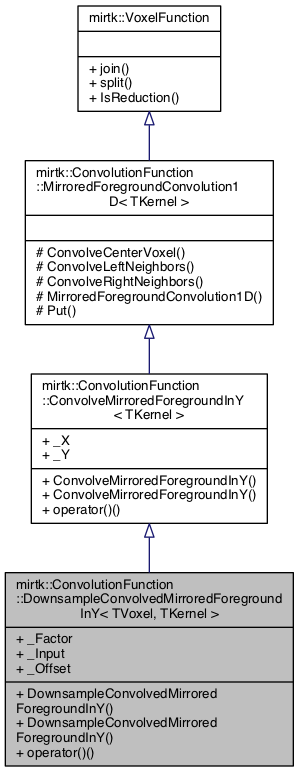 mirtk::VoxelFunction
+ join()
+ split()
+ IsReduction()
mirtk::ConvolutionFunction
::MirroredForegroundConvolution1
D< TKernel >
# ConvolveCenterVoxel()
# ConvolveLeftNeighbors()
# ConvolveRightNeighbors()
# MirroredForegroundConvolution1D()
# Put()
mirtk::ConvolutionFunction
::ConvolveMirroredForegroundInY
< TKernel >
+ _X
+ _Y
+ ConvolveMirroredForegroundInY()
+ ConvolveMirroredForegroundInY()
+ operator()()
mirtk::ConvolutionFunction
::DownsampleConvolvedMirroredForeground
InY< TVoxel, TKernel >
+ _Factor
+ _Input
+ _Offset
+ DownsampleConvolvedMirrored
ForegroundInY()
+ DownsampleConvolvedMirrored
ForegroundInY()
+ operator()()